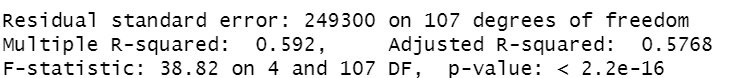 Residual standard error: 249300 on 107 degrees of freedom
Multiple R-squared:  0.592,     Adjusted R-squared:  0.5768
F-statistic: 38.82 on 4 and 107 DF,  p-value: < 2.2e-16